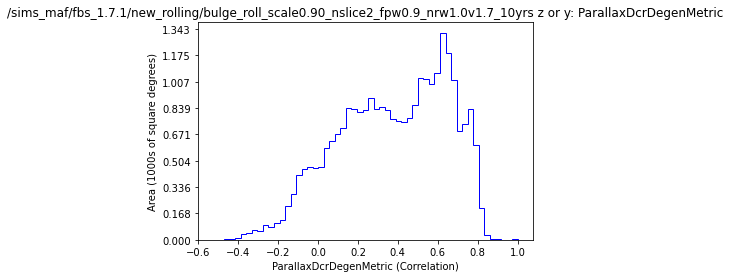 /sims_maf/fbs_1.7.1/new_rolling/bulge_roll_scale0.90_nslice2_fpw0.9_nrw1.0v1.7_10yrs z or y: ParallaxDcrDegenMetric
1.343
1.175
1.007
0.839
0.671
0.504
0.336
0.168
0.000
Area (1000s of square degrees)
−0.6 −0.4 −0.2 0.0 0.2 0.4 0.6 0.8 1.0
ParallaxDcrDegenMetric (Correlation)